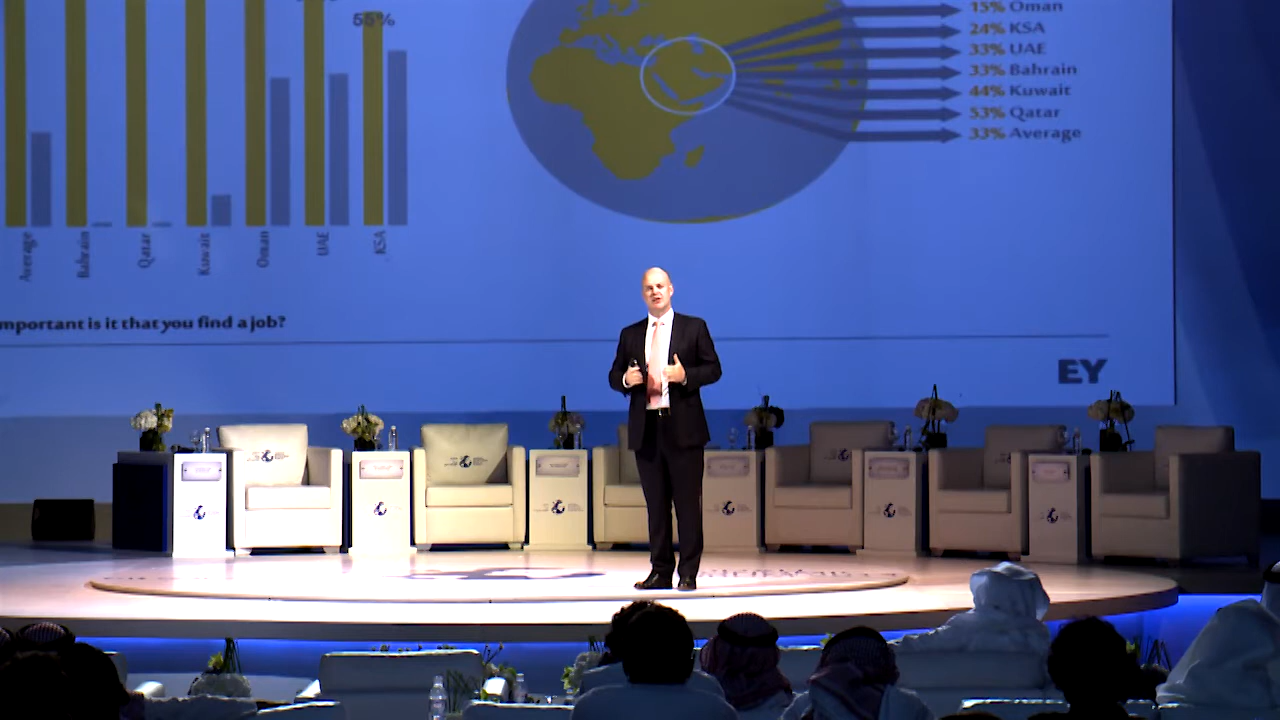 55%
15% Oman
24% KSA
33% UAE
33% Bahrain
44% Kuwait
53% Qatar
33% Average
Average
Bahrain
Qatar
Kuwait
Oman
UAE
KSA
mportant is it that you find a job?
EY